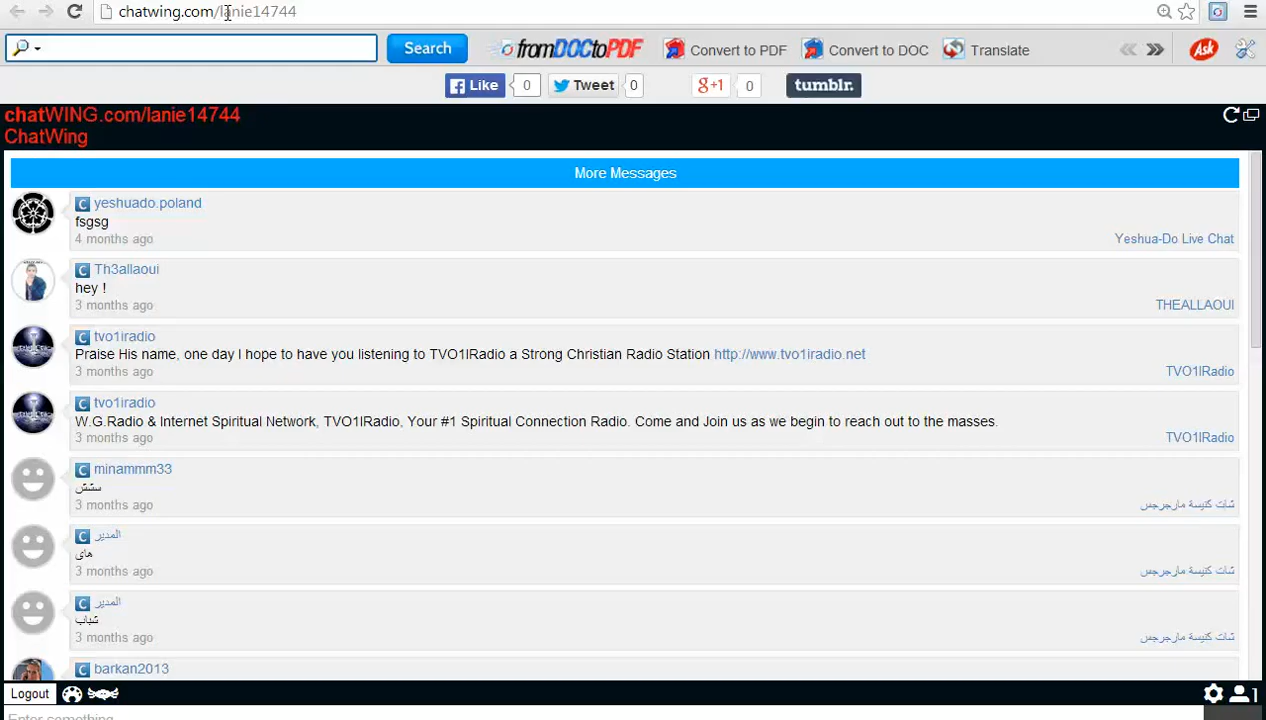 chatwing.com/lanie14744
Search fromDOCtoPDF Convert to PDF Convert to DOC Translate Ask
Like 0 Tweet 0 g+1 0 tumblr.
chatWING.com/lanie14744
ChatWing
More Messages
C yeshuado.poland
fsgsg
4 months ago Yeshua-Do Live Chat
C Th3allaoui
hey !
3 months ago THEALLAOUI
C tvo1iradio
Praise His name, one day I hope to have you listening to TVO1IRadio a Strong Christian Radio Station http://www.tvo1iradio.net
3 months ago TVO1IRadio
C tvo1iradio
W.G.Radio & Internet Spiritual Network, TVO1IRadio, Your #1 Spiritual Connection Radio. Come and Join us as we begin to reach out to the masses.
3 months ago TVO1IRadio
C minammm33
3 months ago شات كنيسة مارجرجس
C المدير
هاى
3 months ago شات كنيسة مارجرجس
C المدير
شباب
3 months ago شات كنيسة مارجرجس
C barkan2013
Logout 1
Enter something